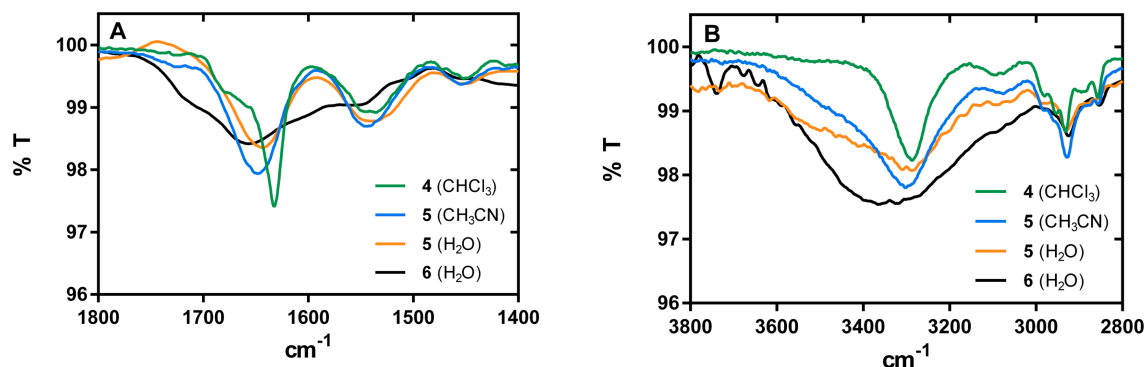 A
100
99
98
97
96
% T
4 (CHCl₃)
5 (CH₃CN)
5 (H₂O)
6 (H₂O)
1800 1700 1600 1500 1400
cm⁻¹
B
100
99
98
97
96
% T
4 (CHCl₃)
5 (CH₃CN)
5 (H₂O)
6 (H₂O)
3800 3600 3400 3200 3000 2800
cm⁻¹